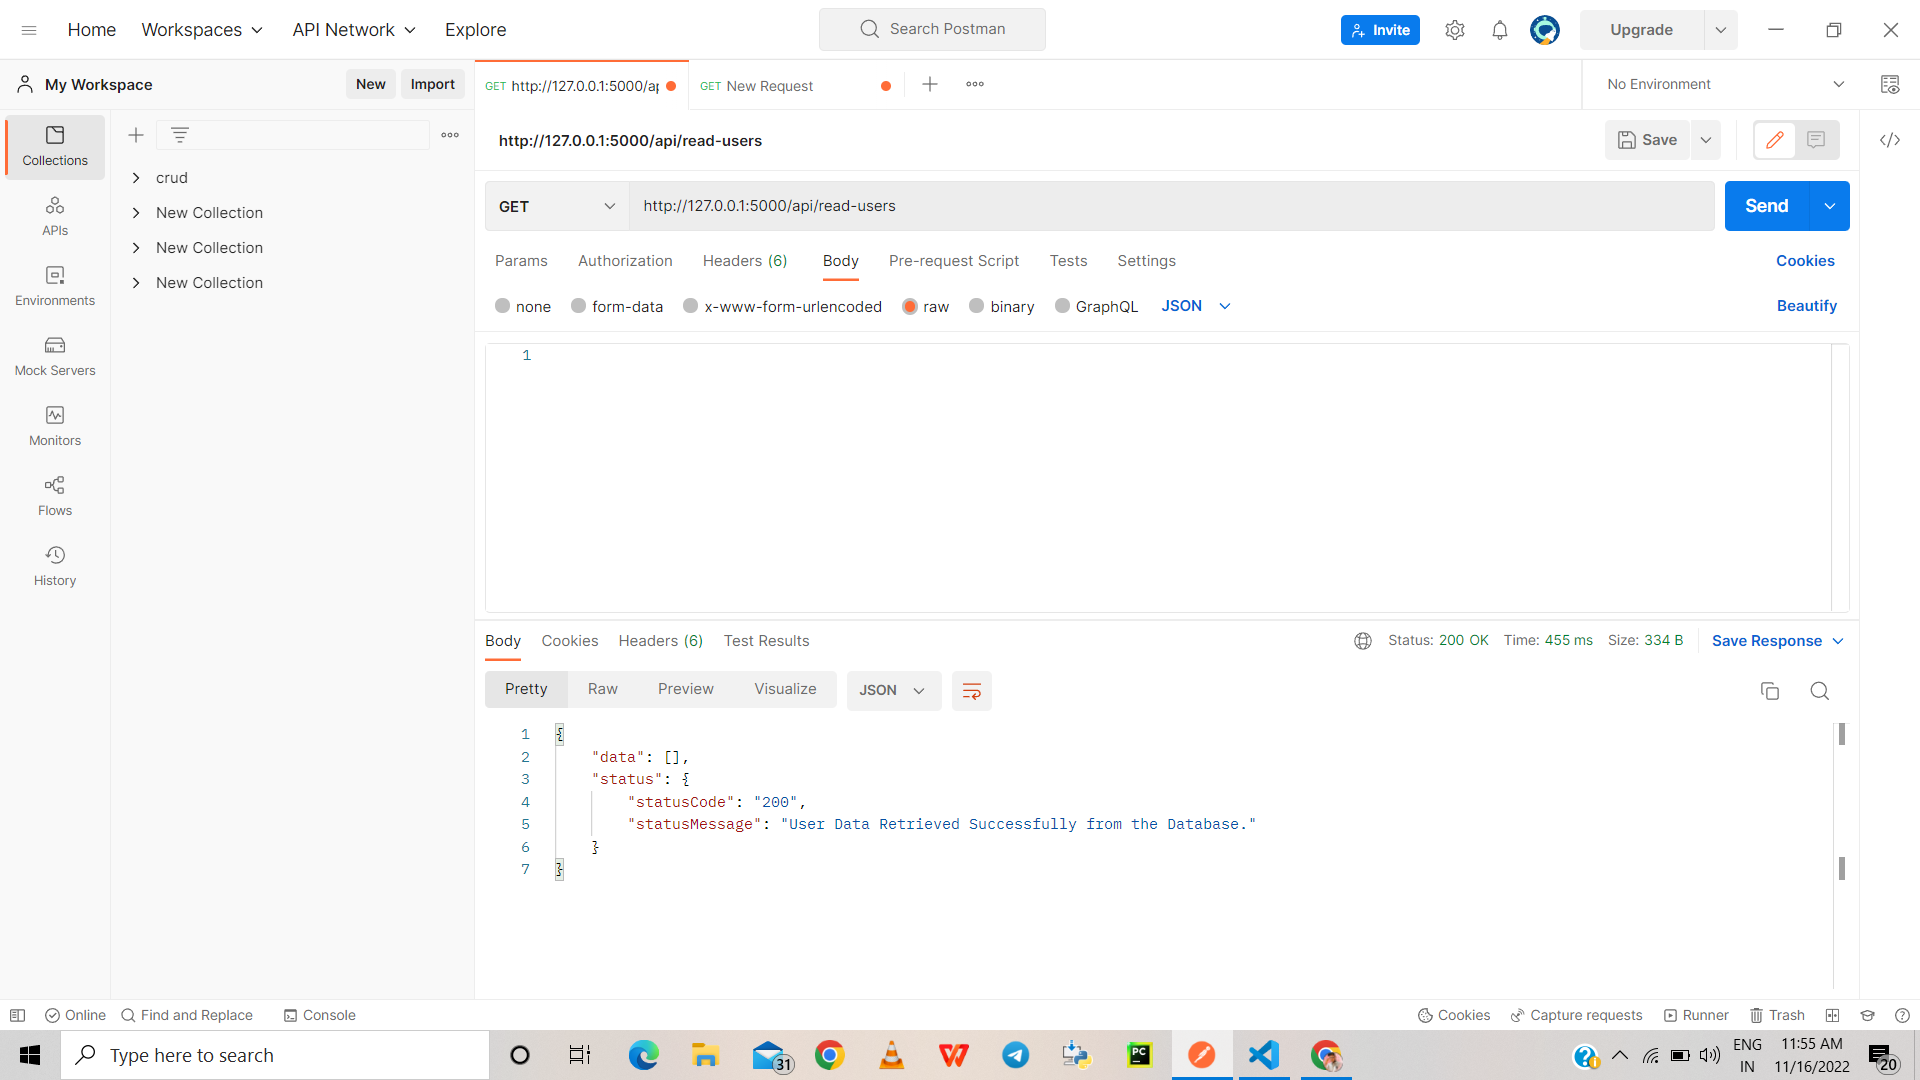 Home Workspaces API Network Explore Search Postman Invite Upgrade
My Workspace New Import GET http://127.0.0.1:5000/ap GET New Request No Environment
http://127.0.0.1:5000/api/read-users Save
GET http://127.0.0.1:5000/api/read-users Send
Params Authorization Headers (6) Body Pre-request Script Tests Settings Cookies
none form-data x-www-form-urlencoded raw binary GraphQL JSON Beautify
1
Collections
APIs
Environments
Mock Servers
Monitors
Flows
History
crud
New Collection
New Collection
New Collection
Body Cookies Headers (6) Test Results Status: 200 OK Time: 455 ms Size: 334 B Save Response
Pretty Raw Preview Visualize JSON
1 {
2 "data": [],
3 "status": {
4 "statusCode": "200",
5 "statusMessage": "User Data Retrieved Successfully from the Database."
6 }
7 }
Online Find and Replace Console Cookies Capture requests Runner Trash
Type here to search 31 PC ENG 11:55 AM
IN 11/16/2022 20